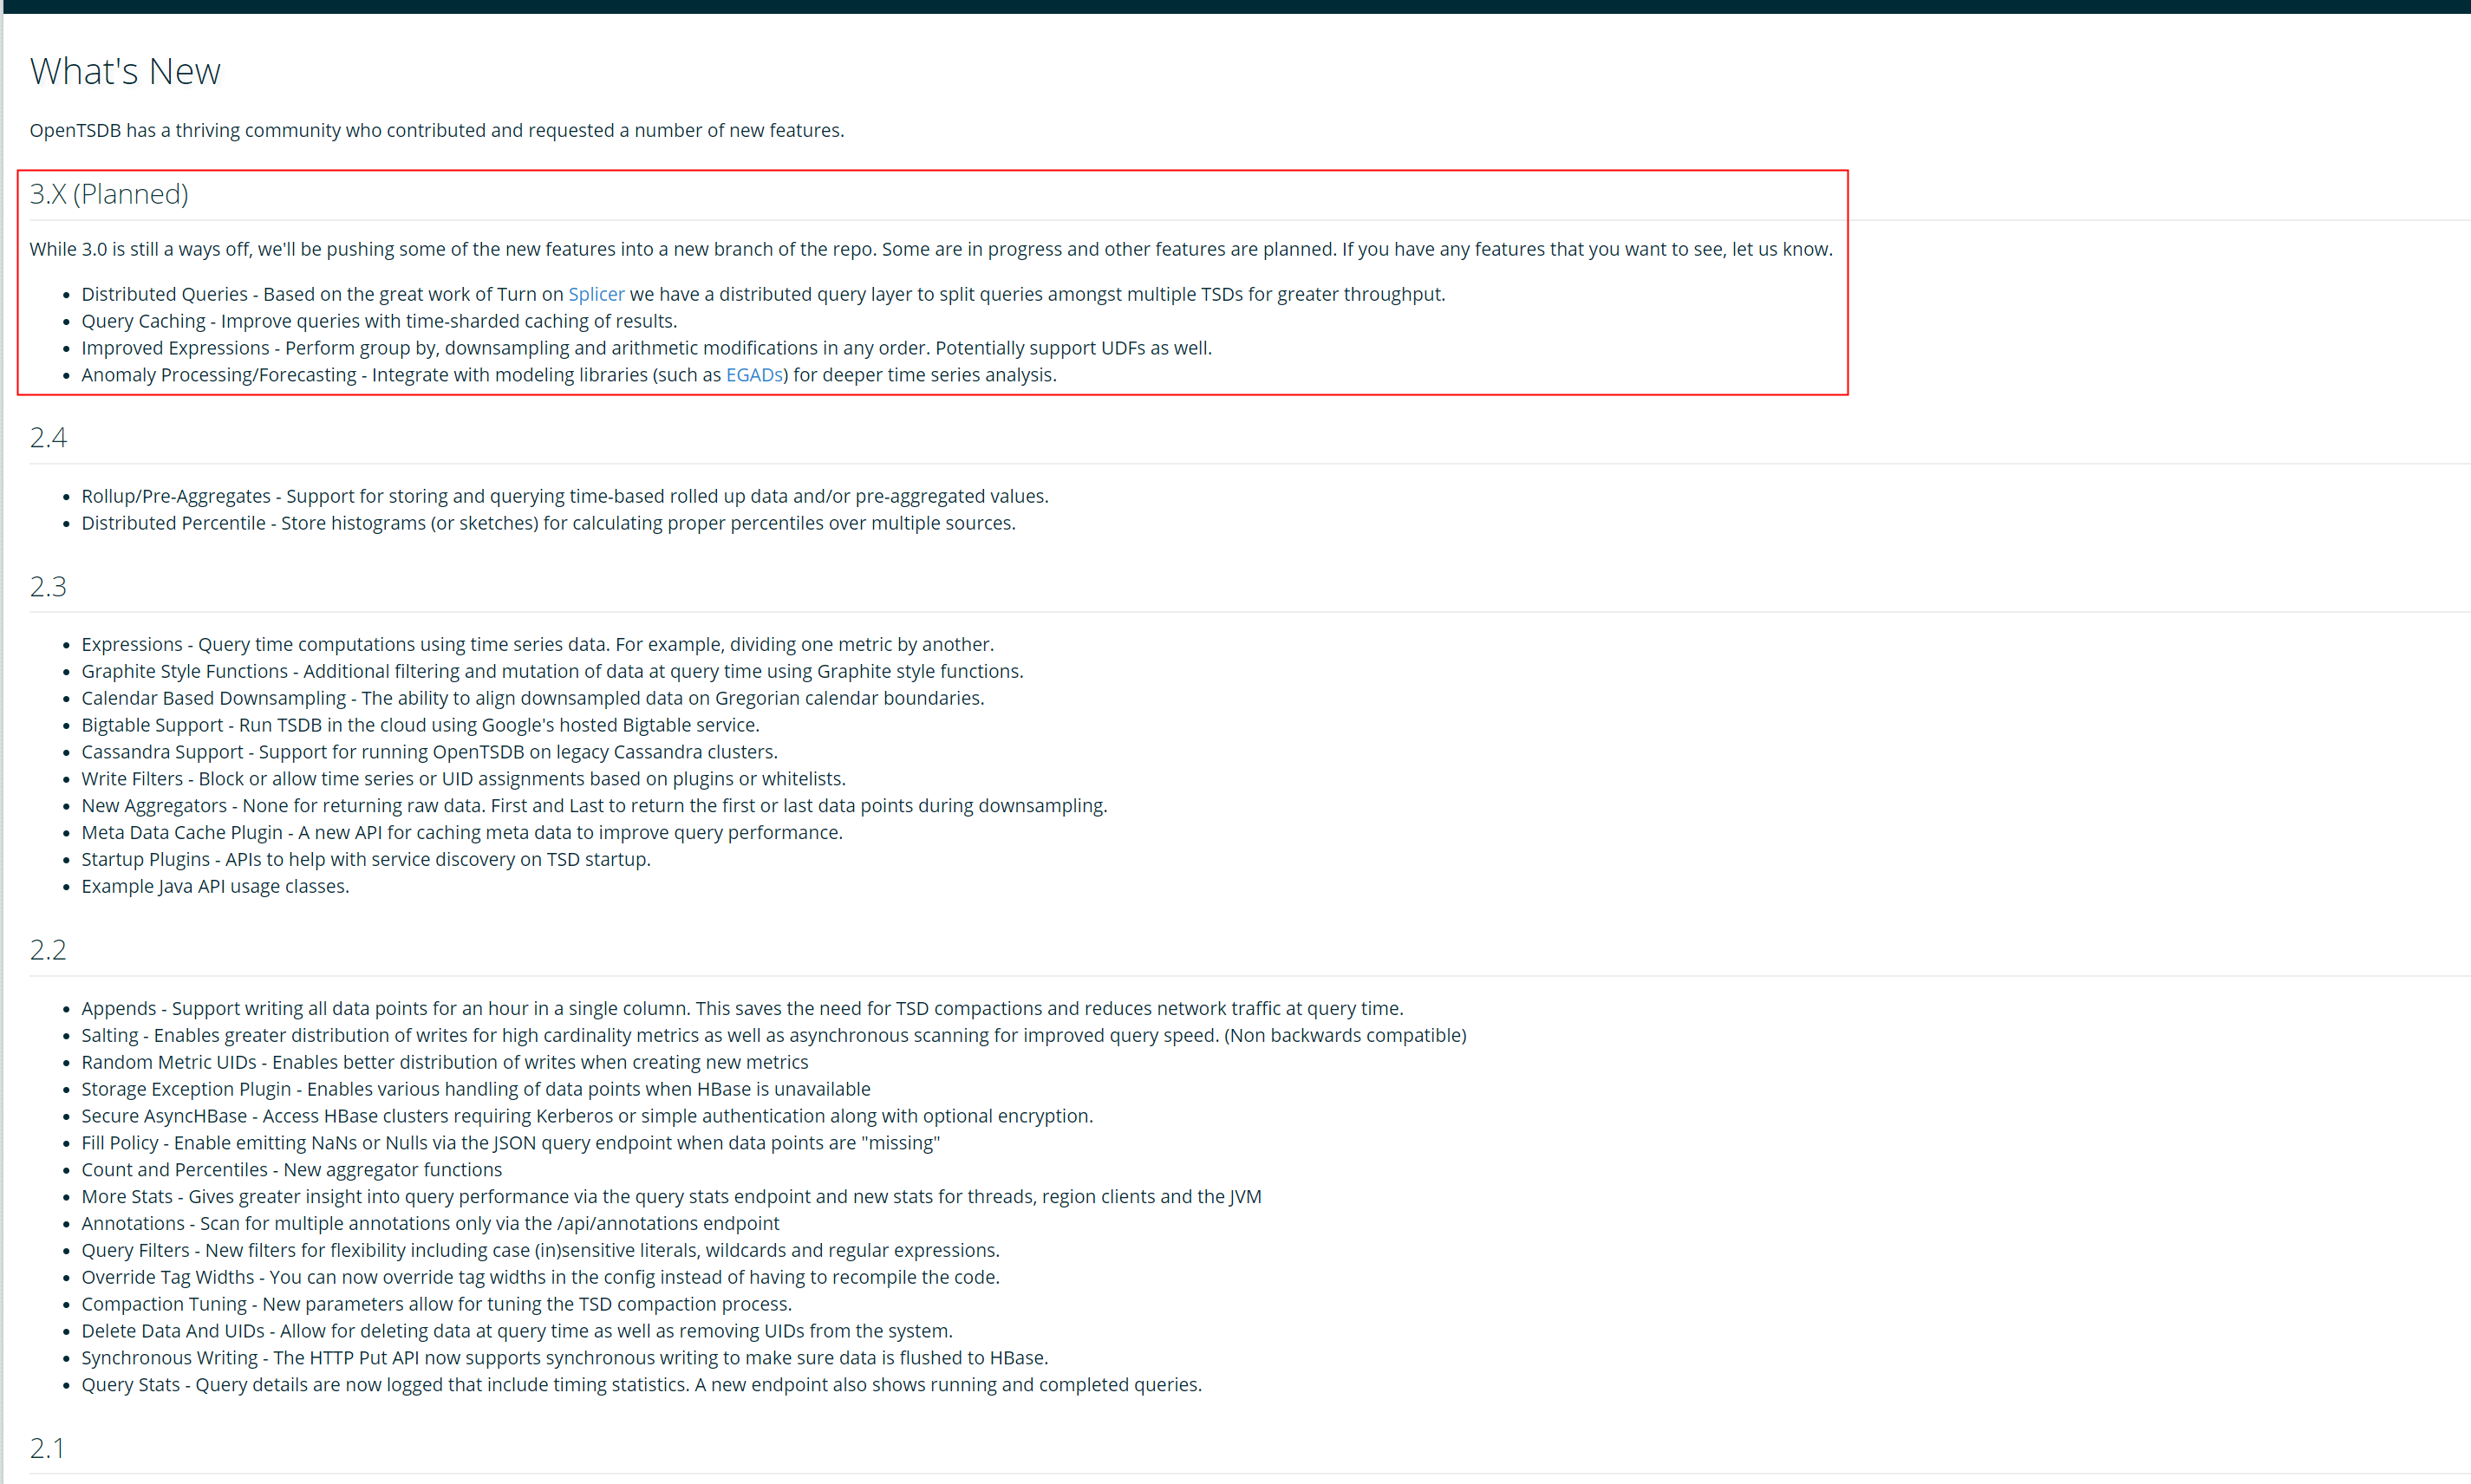 What's New
OpenTSDB has a thriving community who contributed and requested a number of new features.
3.X (Planned)
While 3.0 is still a ways off, we'll be pushing some of the new features into a new branch of the repo. Some are in progress and other features are planned. If you have any features that you want to see, let us know.
• Distributed Queries - Based on the great work of Turn on Splicer we have a distributed query layer to split queries amongst multiple TSDs for greater throughput.
• Query Caching - Improve queries with time-sharded caching of results.
• Improved Expressions - Perform group by, downsampling and arithmetic modifications in any order. Potentially support UDFs as well.
• Anomaly Processing/Forecasting - Integrate with modeling libraries (such as EGADs) for deeper time series analysis.
2.4
• Rollup/Pre-Aggregates - Support for storing and querying time-based rolled up data and/or pre-aggregated values.
• Distributed Percentile - Store histograms (or sketches) for calculating proper percentiles over multiple sources.
2.3
• Expressions - Query time computations using time series data. For example, dividing one metric by another.
• Graphite Style Functions - Additional filtering and mutation of data at query time using Graphite style functions.
• Calendar Based Downsampling - The ability to align downsampled data on Gregorian calendar boundaries.
• Bigtable Support - Run TSDB in the cloud using Google's hosted Bigtable service.
• Cassandra Support - Support for running OpenTSDB on legacy Cassandra clusters.
• Write Filters - Block or allow time series or UID assignments based on plugins or whitelists.
• New Aggregators - None for returning raw data. First and Last to return the first or last data points during downsampling.
• Meta Data Cache Plugin - A new API for caching meta data to improve query performance.
• Startup Plugins - APIs to help with service discovery on TSD startup.
• Example Java API usage classes.
2.2
• Appends - Support writing all data points for an hour in a single column. This saves the need for TSD compactions and reduces network traffic at query time.
• Salting - Enables greater distribution of writes for high cardinality metrics as well as asynchronous scanning for improved query speed. (Non backwards compatible)
• Random Metric UIDs - Enables better distribution of writes when creating new metrics
• Storage Exception Plugin - Enables various handling of data points when HBase is unavailable
• Secure AsyncHBase - Access HBase clusters requiring Kerberos or simple authentication along with optional encryption.
• Fill Policy - Enable emitting NaNs or Nulls via the JSON query endpoint when data points are "missing"
• Count and Percentiles - New aggregator functions
• More Stats - Gives greater insight into query performance via the query stats endpoint and new stats for threads, region clients and the JVM
• Annotations - Scan for multiple annotations only via the /api/annotations endpoint
• Query Filters - New filters for flexibility including case (in)sensitive literals, wildcards and regular expressions.
• Override Tag Widths - You can now override tag widths in the config instead of having to recompile the code.
• Compaction Tuning - New parameters allow for tuning the TSD compaction process.
• Delete Data And UIDs - Allow for deleting data at query time as well as removing UIDs from the system.
• Synchronous Writing - The HTTP Put API now supports synchronous writing to make sure data is flushed to HBase.
• Query Stats - Query details are now logged that include timing statistics. A new endpoint also shows running and completed queries.
2.1